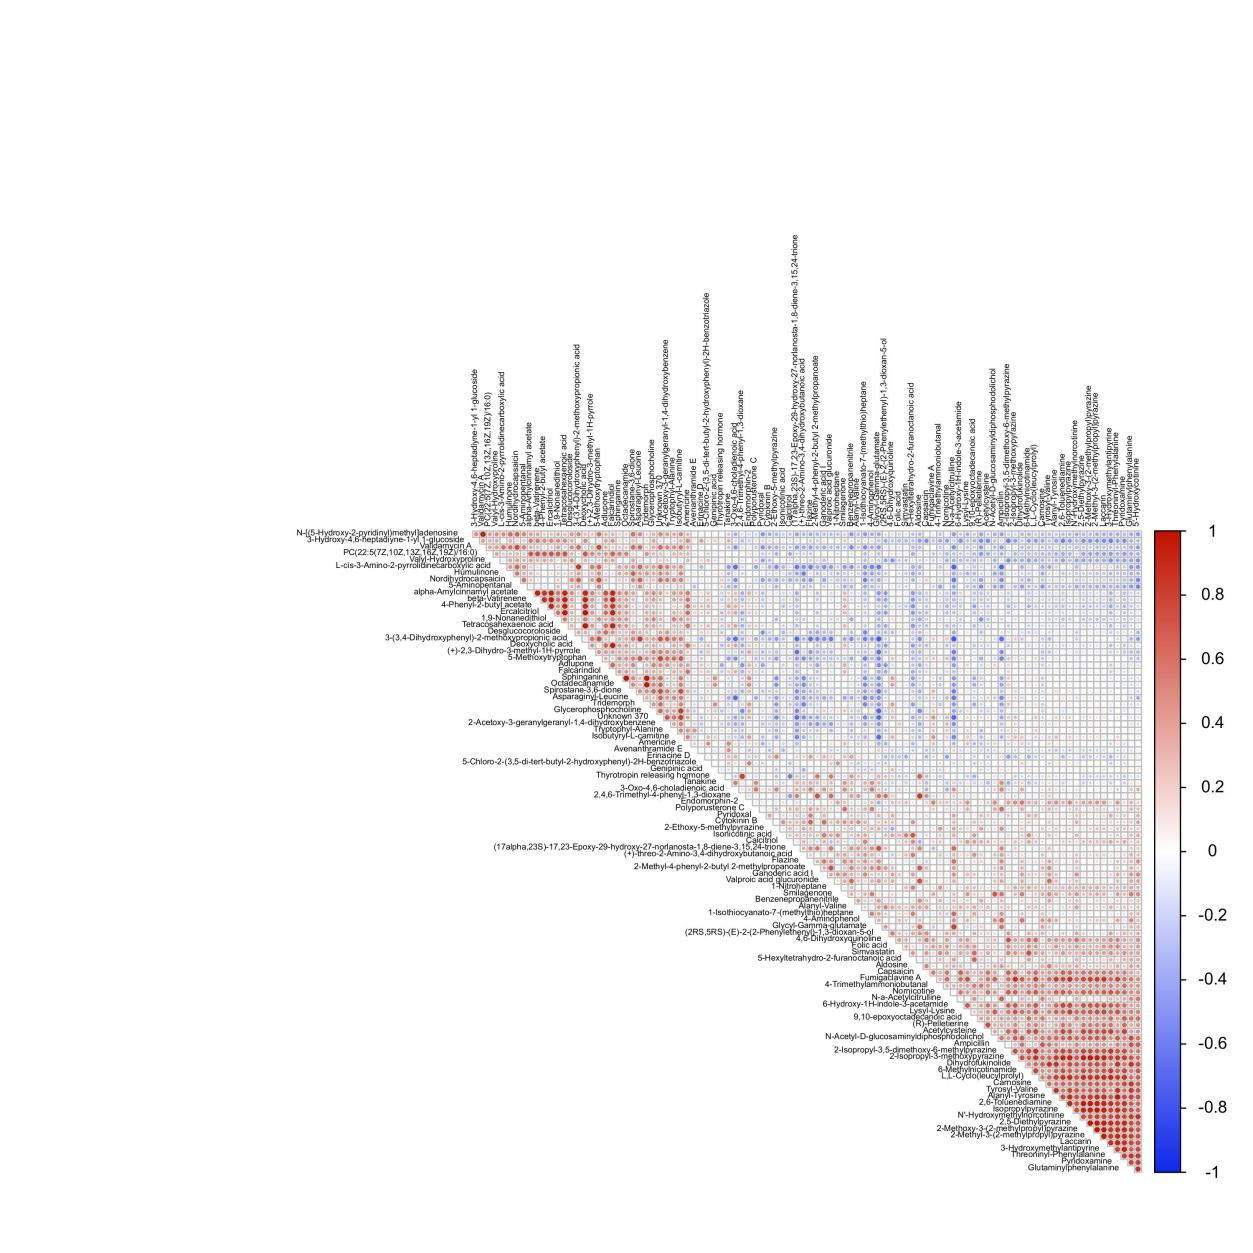 N-[(5-Hydroxy-2-pyridinyl)methyl]adenosine
3-Hydroxy-4,6-heptadiyne-1-yl 1-glucoside
Validamycin A
PC(22:5(7Z,10Z,13Z,16Z,19Z)/16:0)
Valyl-Hydroxyproline
L-cis-3-Amino-2-pyrrolidinecarboxylic acid
Humulinone
Nordihydrocapsaicin
5-Aminopentanal
alpha-Amylcinnamyl acetate
beta-Vatirenene
4-Phenyl-2-butyl acetate
Ercalcitriol
1,9-Nonanedithiol
Tetracosahexaenoic acid
Desglucocoroloside
3-(3,4-Dihydroxyphenyl)-2-methoxypropionic acid
Deoxycholic acid
(+)-2,3-Dihydro-3-methyl-1H-pyrrole
5-Methoxytryptophan
Adlupone
Falcarindiol
Sphinganine
Octadecanamide
Spirostane-3,6-dione
Asparaginyl-Leucine
Tridemorph
Glycerophosphocholine
Unknown 370
2-Acetoxy-3-geranylgeranyl-1,4-dihydroxybenzene
Tryptophyl-Alanine
Isobutyryl-L-carnitine
Americine
Avenanthramide E
Erinacine D
5-Chloro-2-(3,5-di-tert-butyl-2-hydroxyphenyl)-2H-benzotriazole
Genipinic acid
Thyrotropin releasing hormone
Tanakine
3-Oxo-4,6-choladienoic acid
2,4,6-Trimethyl-4-phenyl-1,3-dioxane
Endomorphin-2
Polyporusterone C
Pyridoxal
Cytokinin B
2-Ethoxy-5-methylpyrazine
Isonicotinic acid
Calcitriol
(17alpha,23S)-17,23-Epoxy-29-hydroxy-27-norlanosta-1,8-diene-3,15,24-trione
(+)-threo-2-Amino-3,4-dihydroxybutanoic acid
Flazine
2-Methyl-4-phenyl-2-butyl 2-methylpropanoate
Ganoderic acid I
Valproic acid glucuronide
1-Nitroheptane
Smilagenone
Benzenepropanenitrile
Alanyl-Valine
1-Isothiocyanato-7-(methylthio)heptane
4-Aminophenol
Glycyl-Gamma-glutamate
(2RS,5RS)-(E)-2-(2-Phenylethenyl)-1,3-dioxan-5-ol
4,6-Dihydroxyquinoline
Folic acid
Simvastatin
5-Hexyltetrahydro-2-furanoctanoic acid
Aldosine
Capsaicin
Fumigaclavine A
4-Trimethylammoniobutanal
Nornicotine
N-a-Acetylcitrulline
6-Hydroxy-1H-indole-3-acetamide
Lysyl-Lysine
9,10-epoxyoctadecanoic acid
(R)-Pelletierine
Acetylcysteine
N-Acetyl-D-glucosaminyldiphosphodolichol
Ampicillin
2-Isopropyl-3,5-dimethoxy-6-methylpyrazine
2-Isopropyl-3-methoxypyrazine
Dihydrofukinolide
6-Methylnicotinamide
L,L-Cyclo(leucylprolyl)
Carnosine
Tyrosyl-Valine
Alanyl-Tyrosine
2,6-Toluenediamine
Isopropylpyrazine
N'-Hydroxymethylnorcotinine
2,5-Diethylpyrazine
2-Methoxy-3-(2-methylpropyl)pyrazine
2-Methyl-3-(2-methylpropyl)pyrazine
Laccarin
3-Hydroxymethylantipyrine
Threoninyl-Phenylalanine
Pyridoxamine
Glutaminylphenylalanine
5-Hydroxycotinine
1
0.8
0.6
0.4
0.2
0
-0.2
-0.4
-0.6
-0.8
-1